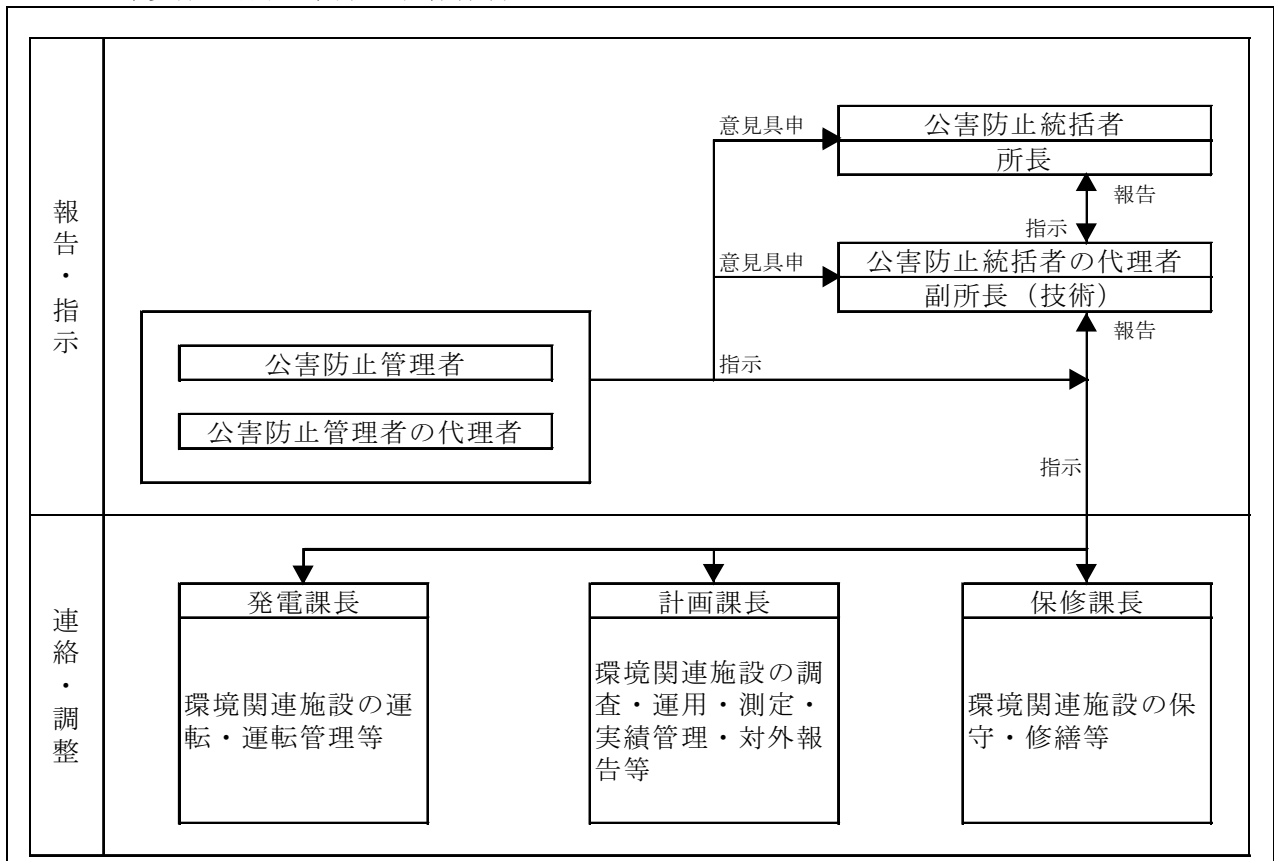 報告・指示
意見具申
公害防止統括者
所長
報告
指示
意見具申
公害防止統括者の代理者
副所長（技術）
報告
公害防止管理者
指示
公害防止管理者の代理者
指示
連絡・調整
発電課長
環境関連施設の運
転・運転管理等
計画課長
環境関連施設の調
査・運用・測定・
実績管理・対外報
告等
保修課長
環境関連施設の保
守・修繕等